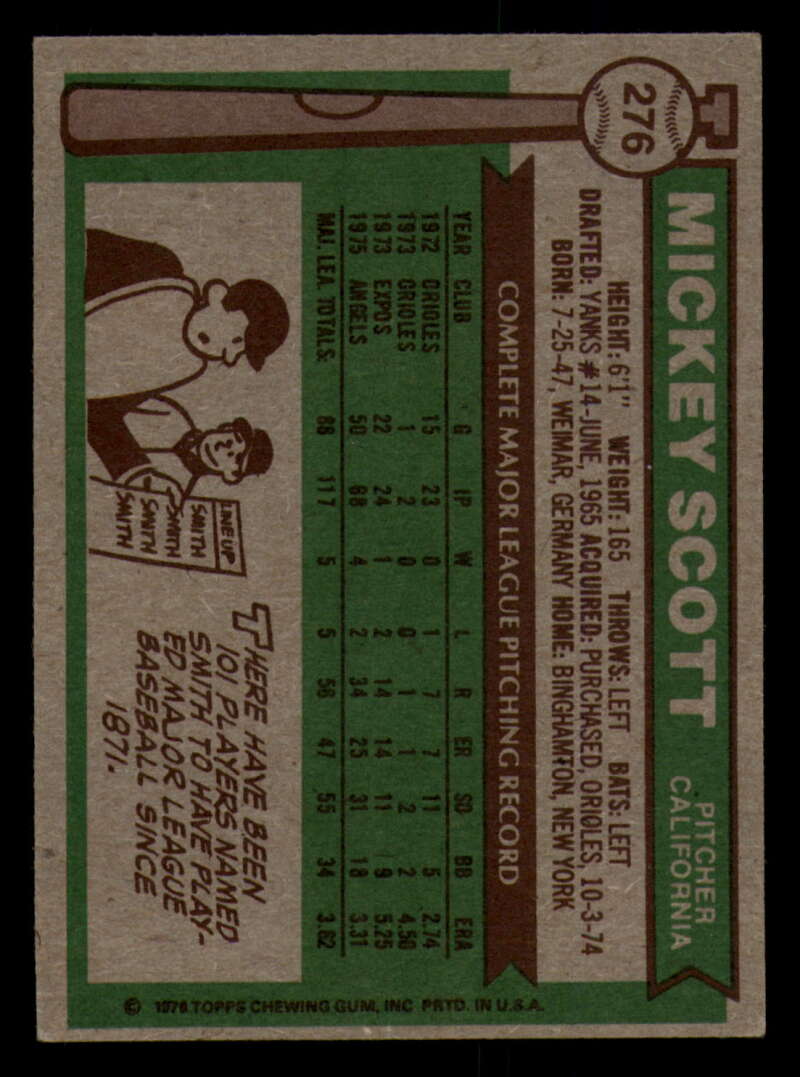 276
MICKEY SCOTT
PITCHER
CALIFORNIA
HEIGHT: 6'1" WEIGHT: 165 THROWS: LEFT BATS: LEFT
DRAFTED: YANKS #14-JUNE, 1965 ACQUIRED: PURCHASED, ORIOLES, 10-3-74
BORN: 7-25-47, WEIMAR, GERMANY HOME: BINGHAMTON, NEW YORK
COMPLETE MAJOR LEAGUE PITCHING RECORD
YEAR CLUB G IP W L R ER SO BB ERA
1972 ORIOLES 15 23 0 1 7 7 11 5 2.74
1973 ORIOLES 1 2 0 0 1 1 2 2 4.50
1973 EXPOS 22 24 1 2 14 14 11 9 5.25
1975 ANGELS 50 68 4 2 34 25 31 18 3.31
MAJ. LEA. TOTALS: 88 117 5 5 56 47 55 34 3.62
LINE UP
SMITH
SMITH
SMITH
SMITH
THERE HAVE BEEN
101 PLAYERS NAMED
SMITH TO HAVE PLAY-
ED MAJOR LEAGUE
BASEBALL SINCE
1871.
© 1976 TOPPS CHEWING GUM, INC PRTD. IN U.S.A.